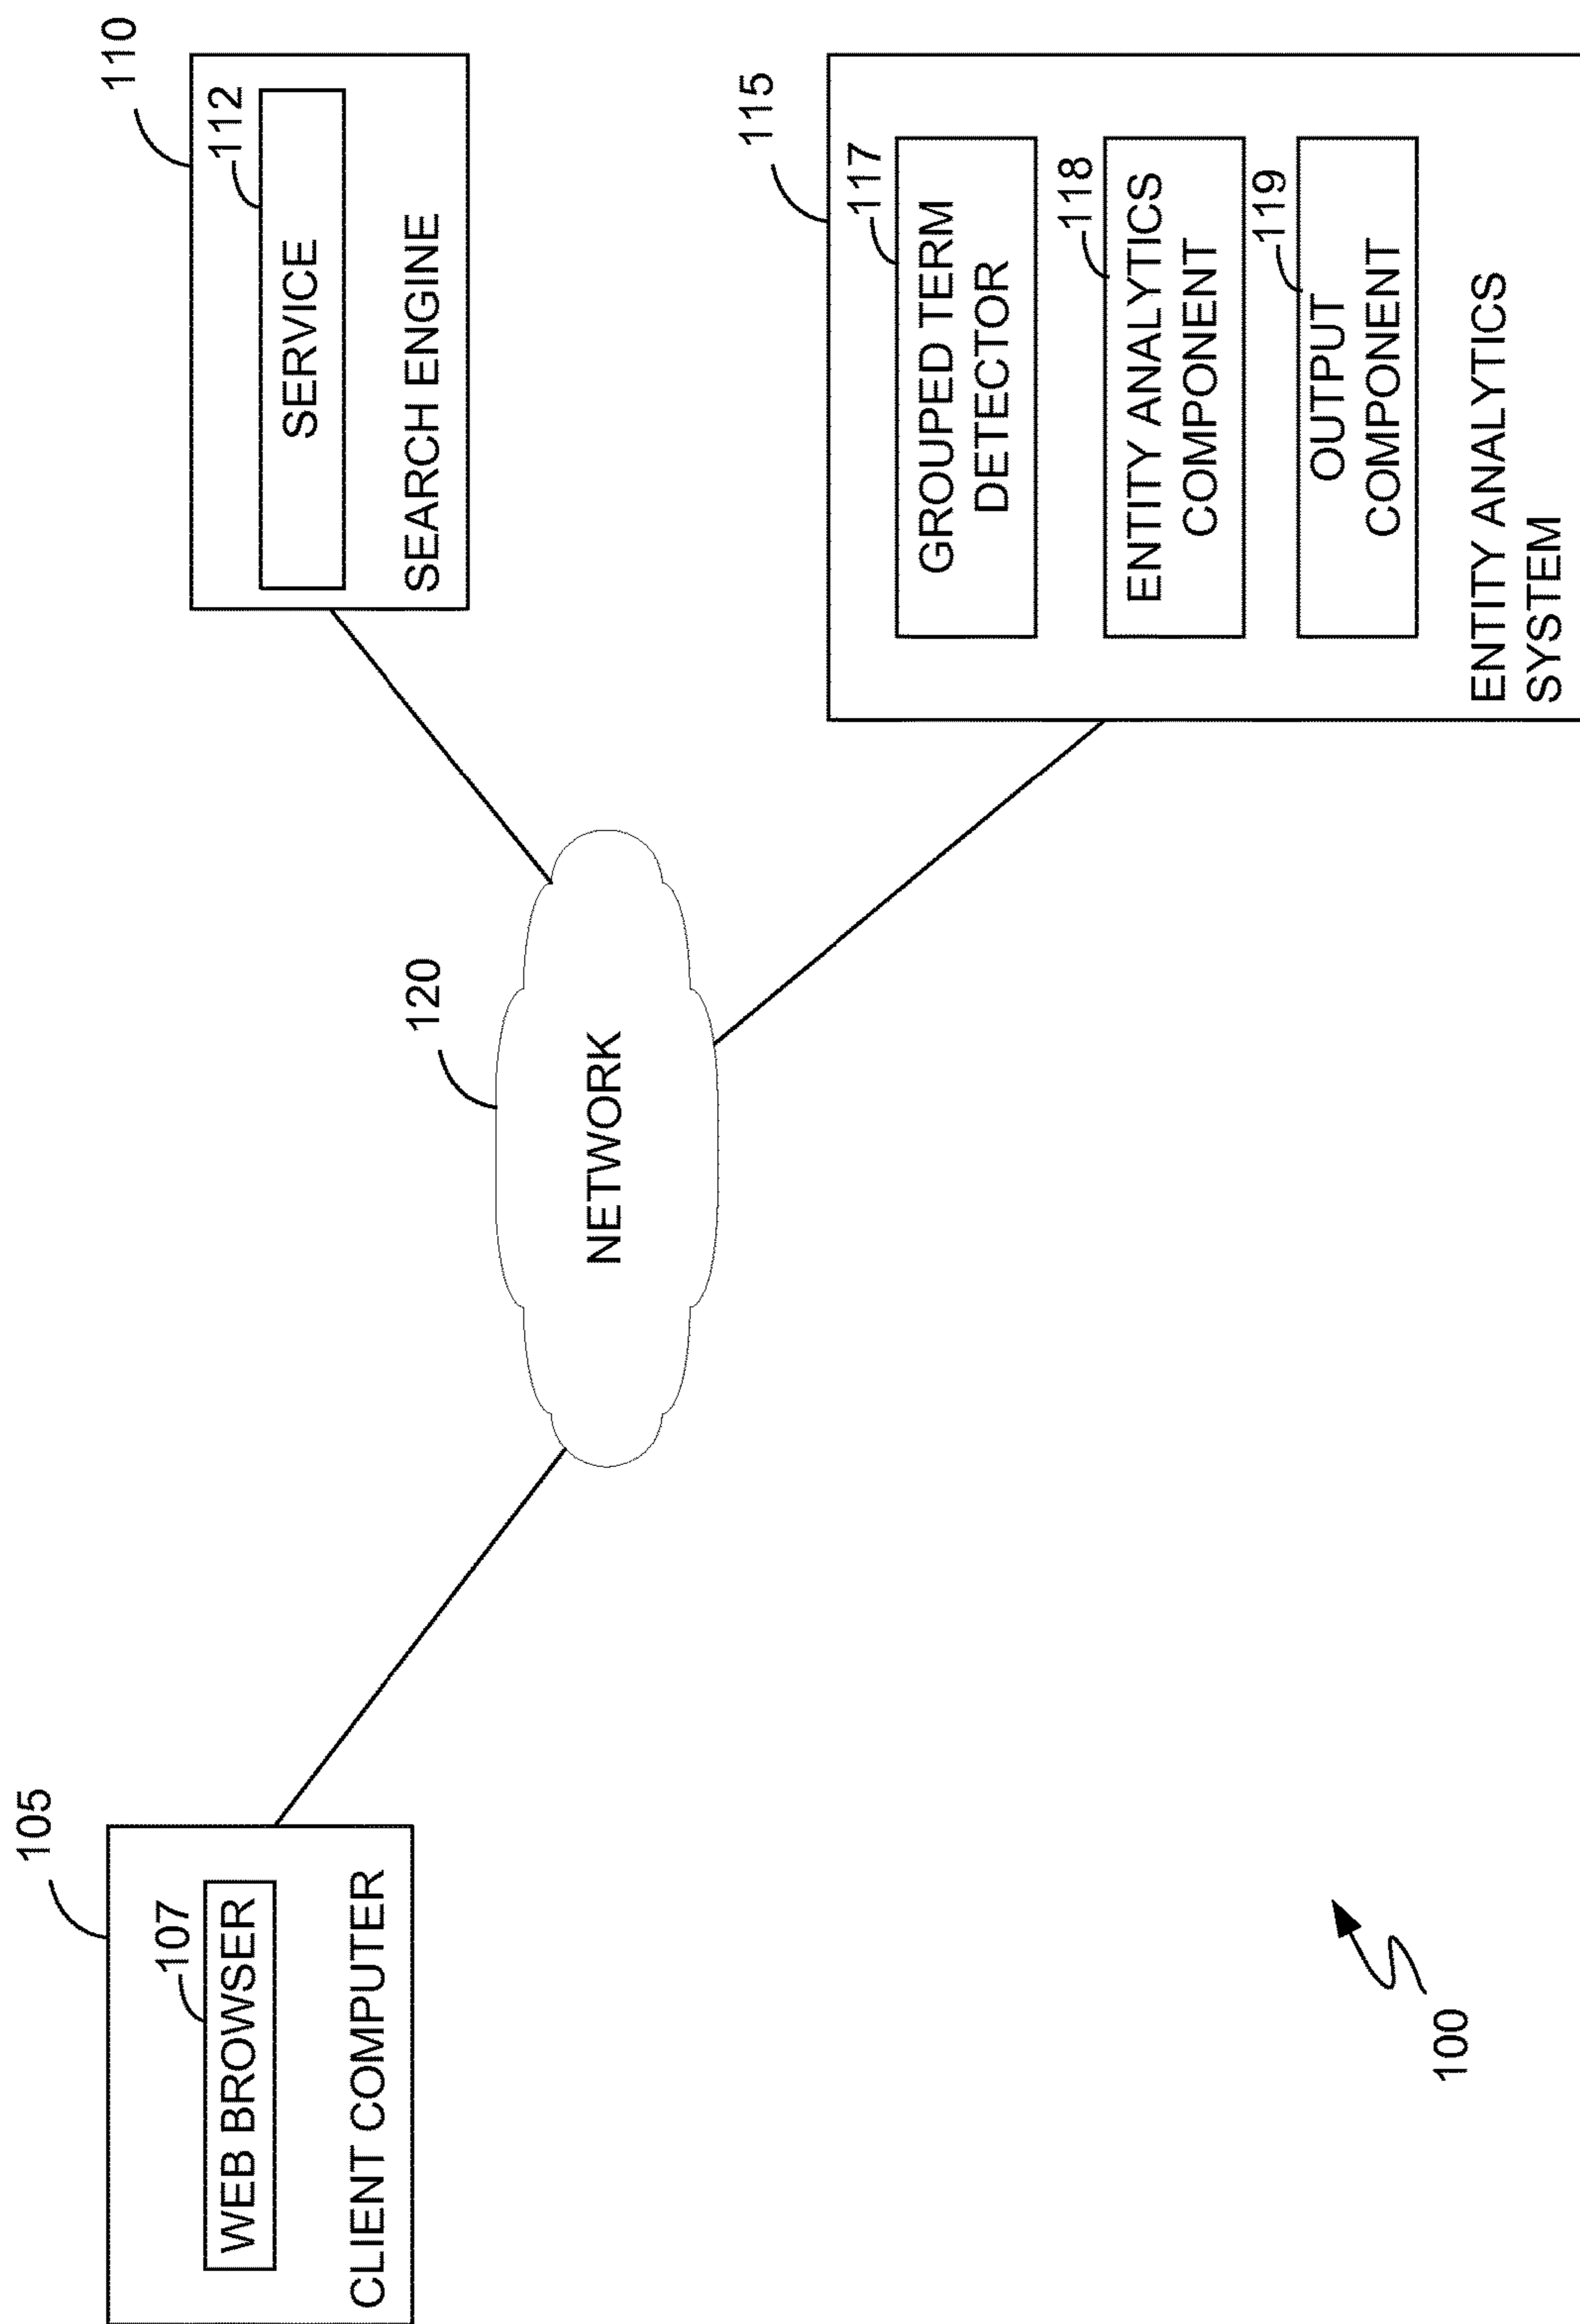 105
107
WEB BROWSER
CLIENT COMPUTER
120
NETWORK
110
112
SERVICE
SEARCH ENGINE
115
117
GROUPED TERM
DETECTOR
118
ENTITY ANALYTICS
COMPONENT
119
OUTPUT
COMPONENT
ENTITY ANALYTICS
SYSTEM
100